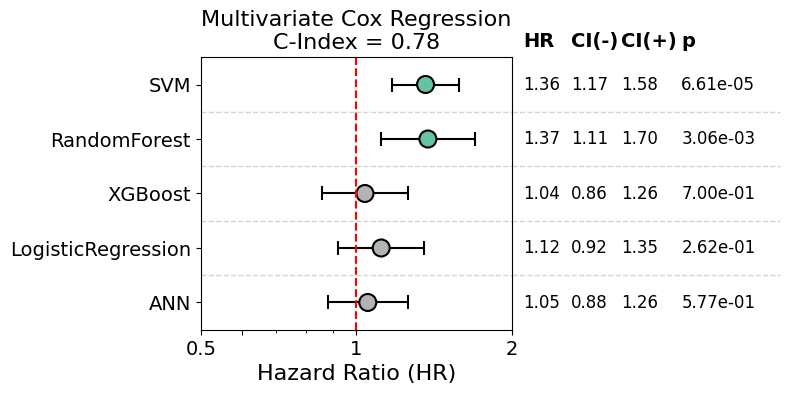 Multivariate Cox Regression
C-Index = 0.78
HR CI(-) CI(+) p
SVM 1.36 1.17 1.58 6.61e-05
RandomForest 1.37 1.11 1.70 3.06e-03
XGBoost 1.04 0.86 1.26 7.00e-01
LogisticRegression 1.12 0.92 1.35 2.62e-01
ANN 1.05 0.88 1.26 5.77e-01
0.5 1 2
Hazard Ratio (HR)